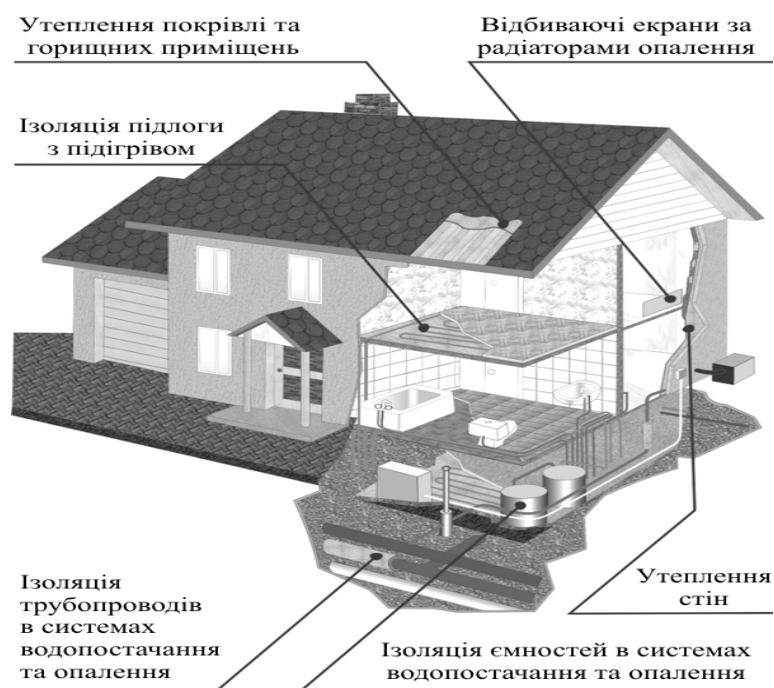 Утеплення покрівлі та
горищних приміщень
Відбиваючі екрани за
радіаторами опалення
Ізоляція підлоги
з підігрівом
Ізоляція
трубопроводів
в системах
водопостачання
та опалення
Утеплення
стін
Ізоляція ємностей в системах
водопостачання та опалення